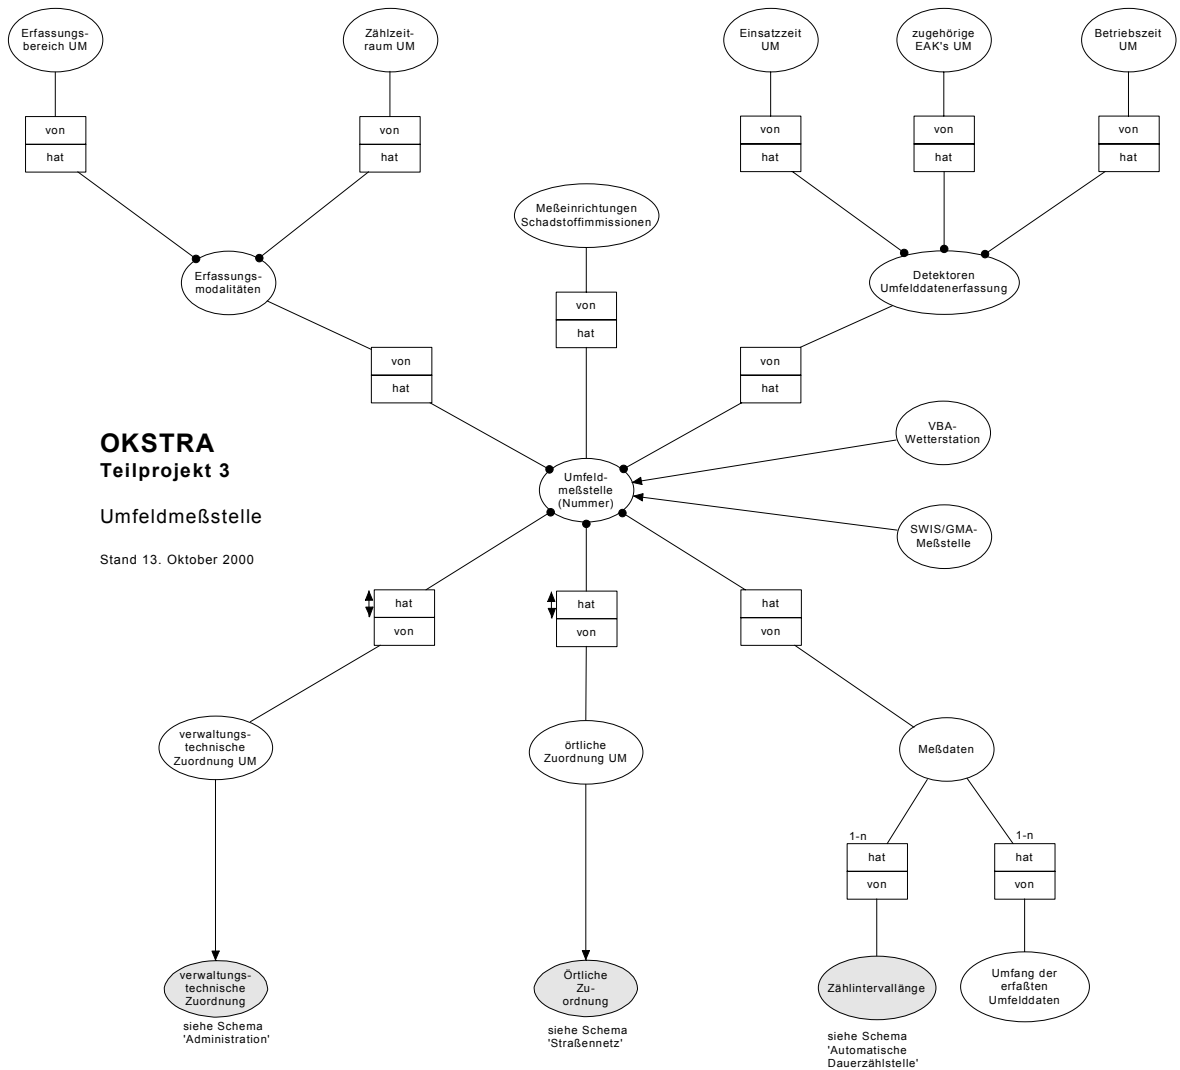 Erfassungs-
bereich UM
Zählzeit-
raum UM
Einsatzzeit
UM
zugehörige
EAK's UM
Betriebszeit
UM
von
hat
von
hat
von
hat
von
hat
von
hat
Meßeinrichtungen
Schadstoffimmissionen
Erfassungs-
modalitäten
Detektoren
Umfelddatenerfassung
von
hat
von
hat
von
hat
OKSTRA
Teilprojekt 3
Umfeldmeßstelle
Stand 13. Oktober 2000
VBA-
Wetterstation
Umfeld-
meßstelle
(Nummer)
SWIS/GMA-
Meßstelle
hat
von
hat
von
hat
von
verwaltungs-
technische
Zuordnung UM
örtliche
Zuordnung UM
Meßdaten
1-n
hat
von
1-n
hat
von
verwaltungs-
technische
Zuordnung
siehe Schema
'Administration'
Örtliche
Zu-
ordnung
siehe Schema
'Straßennetz'
Zählintervallänge
siehe Schema
'Automatische
Dauerzählstelle'
Umfang der
erfaßten
Umfelddaten